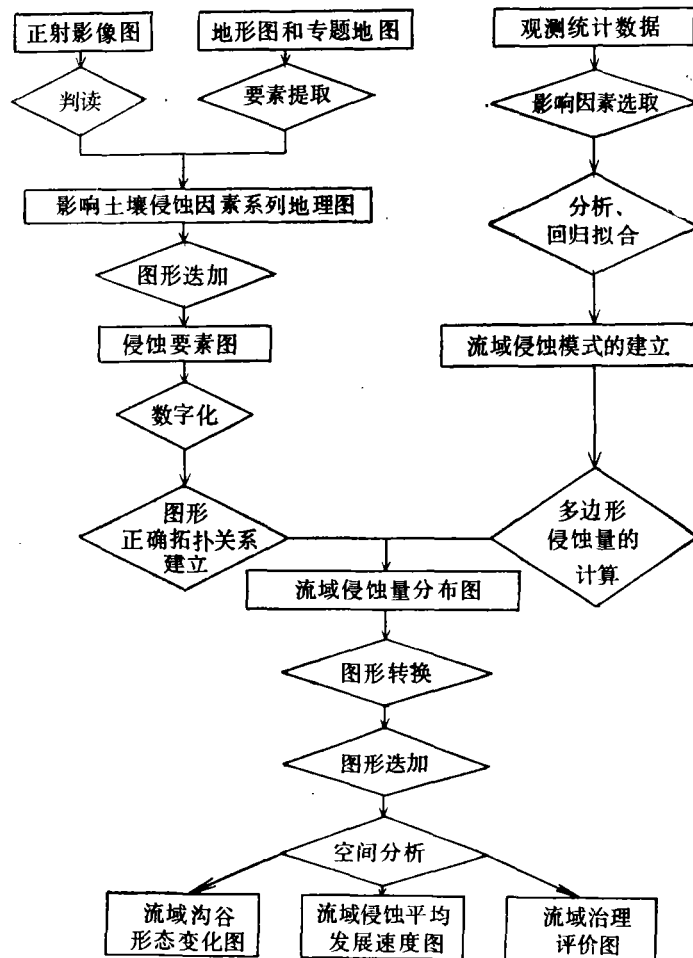 正射影像图
地形图和专题地图
观测统计数据
判读
要素提取
影响因素选取
影响土壤侵蚀因素系列地理图
分析、
回归拟合
图形迭加
侵蚀要素图
流域侵蚀模式的建立
数字化
图形
正确拓扑关系
建立
多边形
侵蚀量的
计算
流域侵蚀量分布图
图形转换
图形迭加
空间分析
流域沟谷
形态变化图
流域侵蚀平均
发展速度图
流域治理
评价图